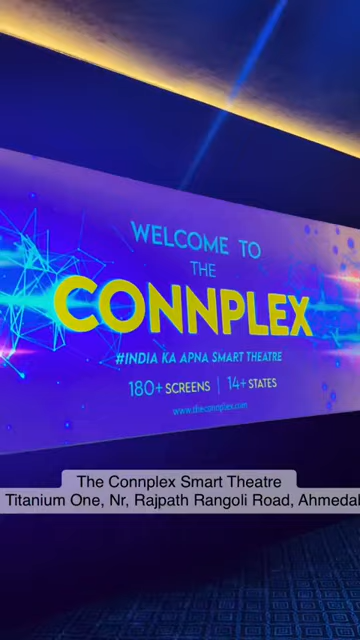 WELCOME TO
THE
CONNPLEX
#INDIA KA APNA SMART THEATRE
180+ SCREENS | 14+ STATES
www.theconnplex.com
The Connplex Smart Theatre
Titanium One, Nr, Rajpath Rangoli Road,